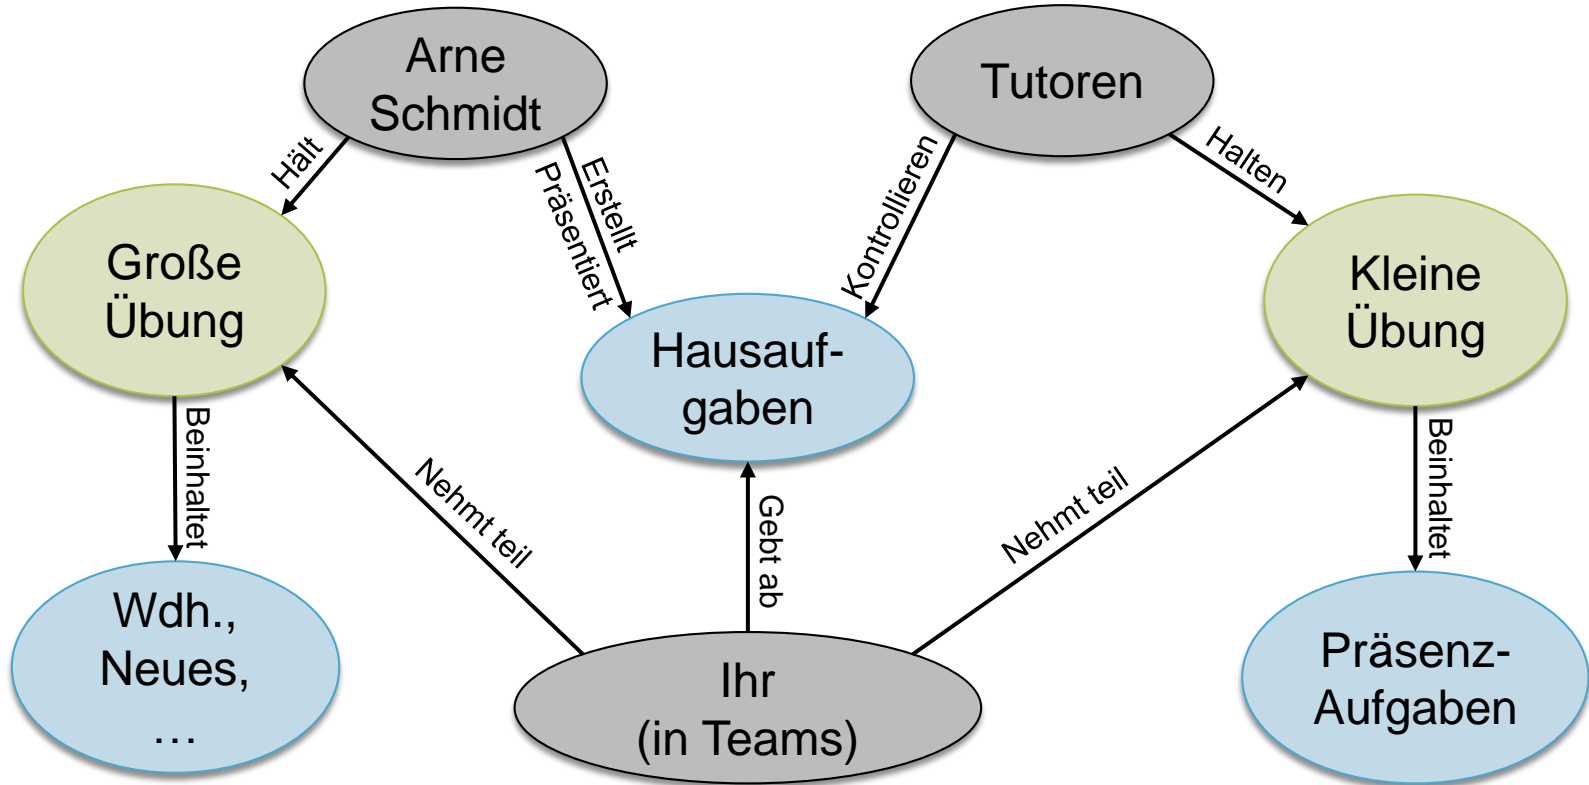 Arne
Schmidt
Tutoren
Hält
Erstellt
Präsentiert
Kontrollieren
Halten
Große
Übung
Hausauf-
gaben
Kleine
Übung
Beinhaltet
Nehmt teil
Gebt ab
Nehmt teil
Beinhaltet
Wdh.,
Neues,
…
Ihr
(in Teams)
Präsenz-
Aufgaben